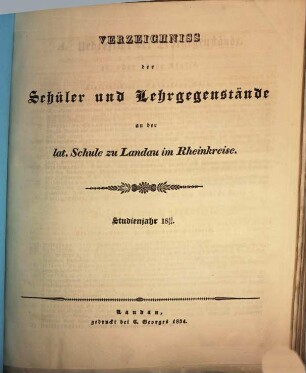 VERZEICHNISS
der
Schüler und Lehrgegenstände
an der
lat. Schule zu Landau im Rheinkreise.
Studienjahr 18
Landau,
gedruckt bei C. Georges 1834.